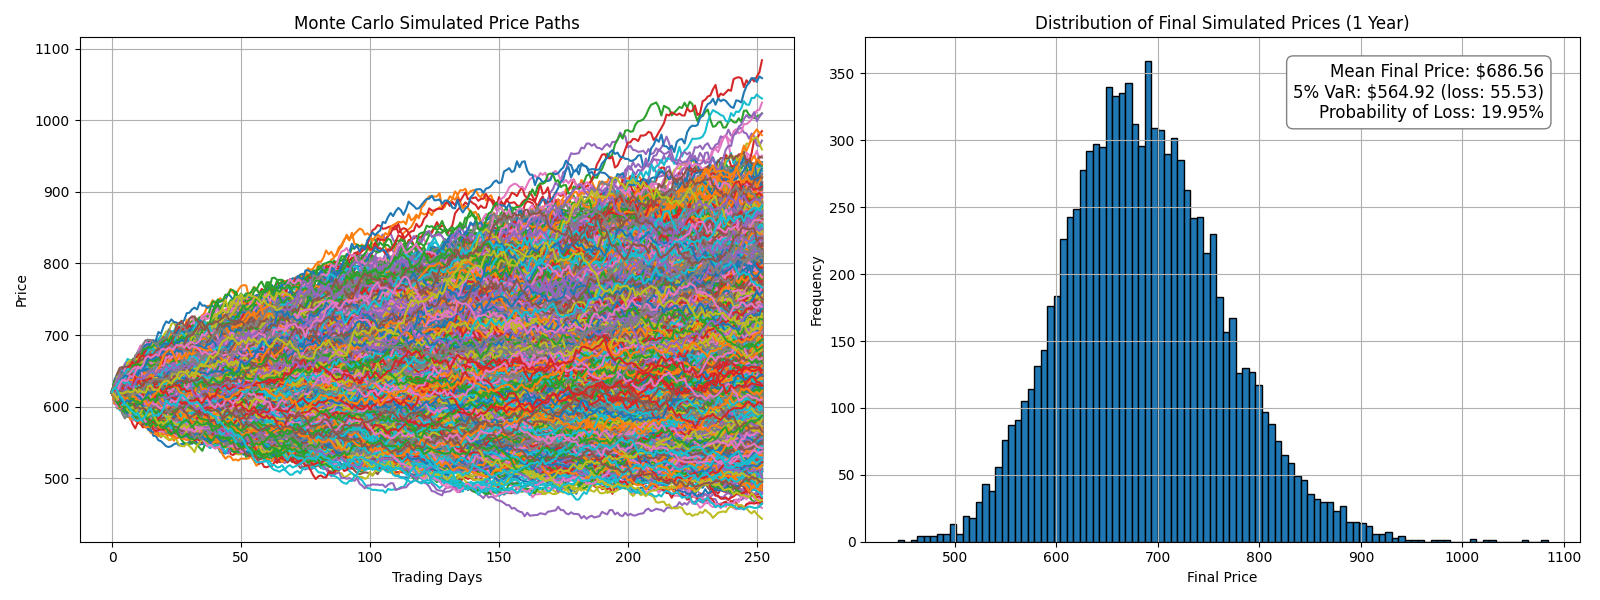 Monte Carlo Simulated Price Paths
1100
1000
900
800
700
600
500
Price
0 50 100 150 200 250
Trading Days
Distribution of Final Simulated Prices (1 Year)
Mean Final Price: $686.56
5% VaR: $564.92 (loss: 55.53)
Probability of Loss: 19.95%
350
300
250
200
150
100
50
0
Frequency
500 600 700 800 900 1000 1100
Final Price